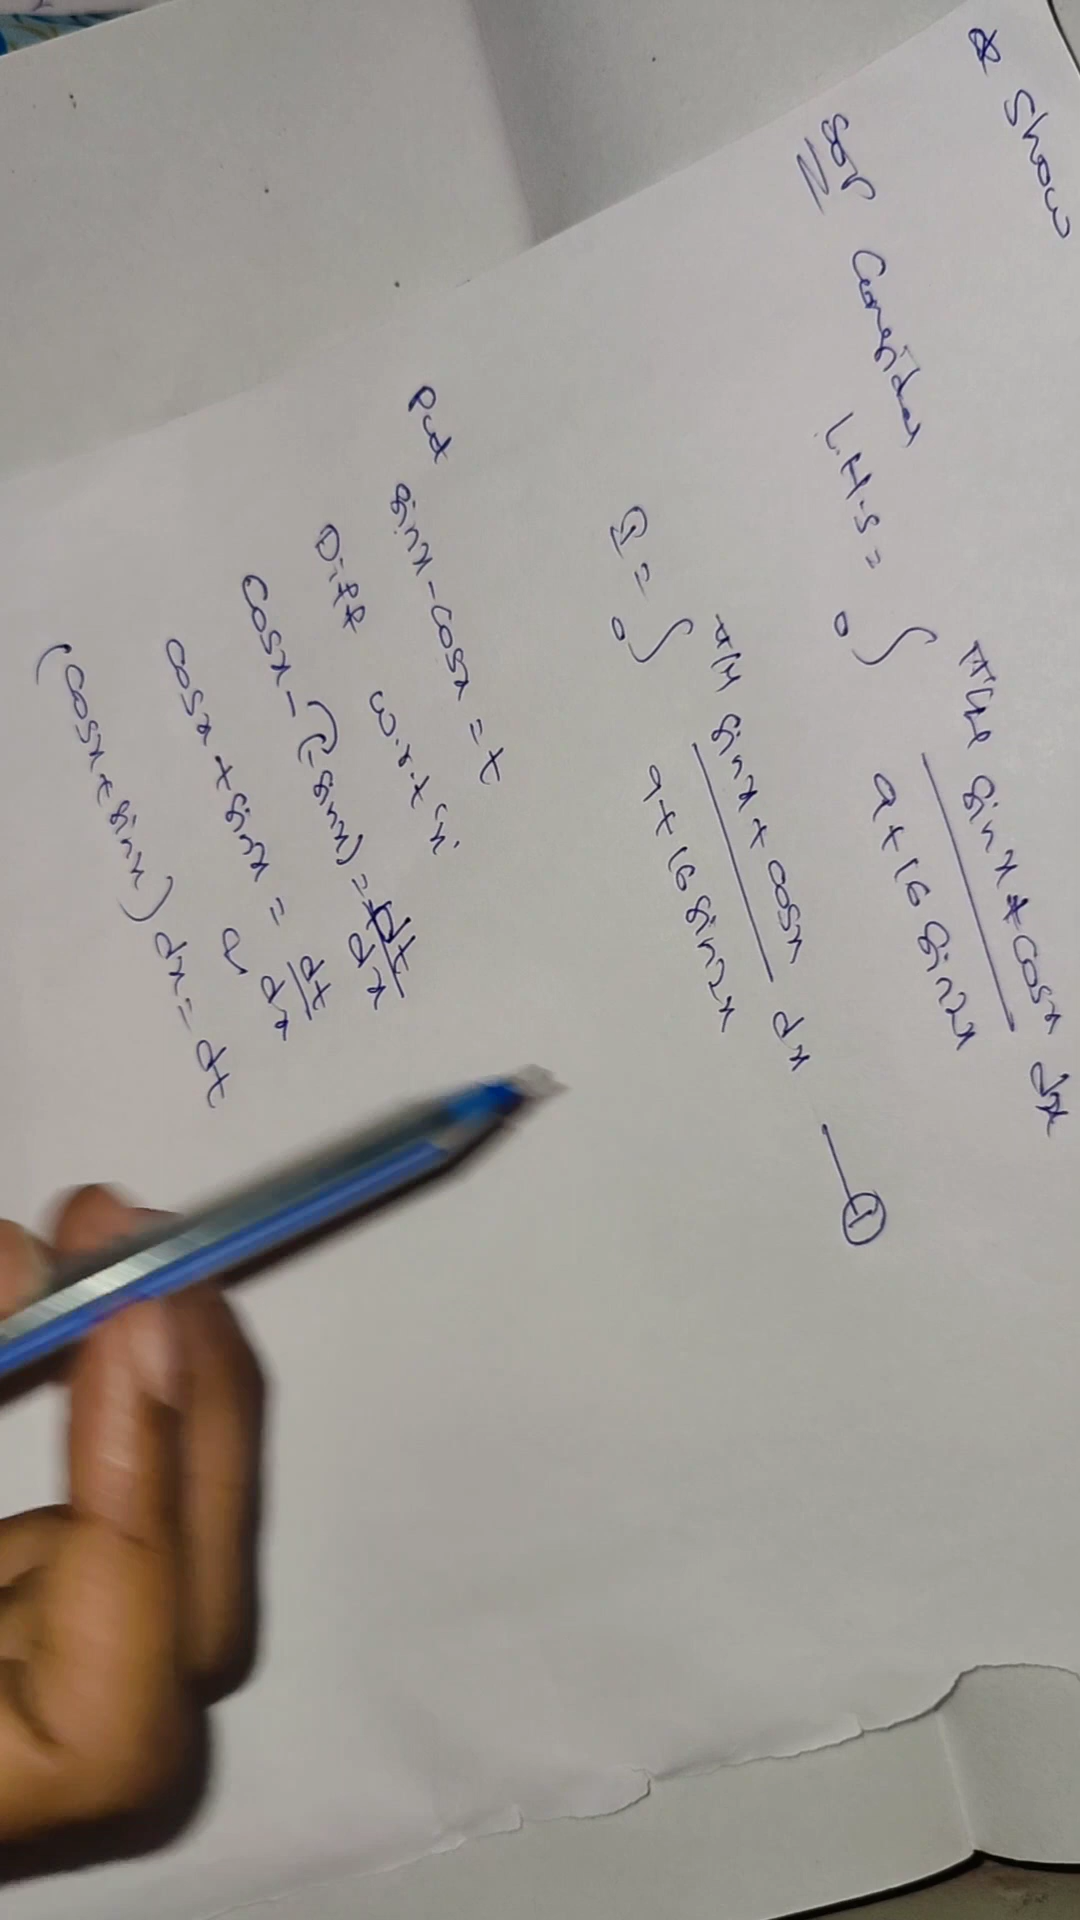 Q Show
Solⁿ Consider
L.H.S = ∫₀^π/4 sinx + cosx / 9 + 16 sin2x dx
I = ∫₀^π/4 sinx + cosx / 9 + 16 sin2x dx — ①
Put sinx - cosx = t
Diff w.r.t 'x'
cosx - (-sinx) = dt/dx
cosx + sinx = dt/dx
(cosx + sinx) dx = dt